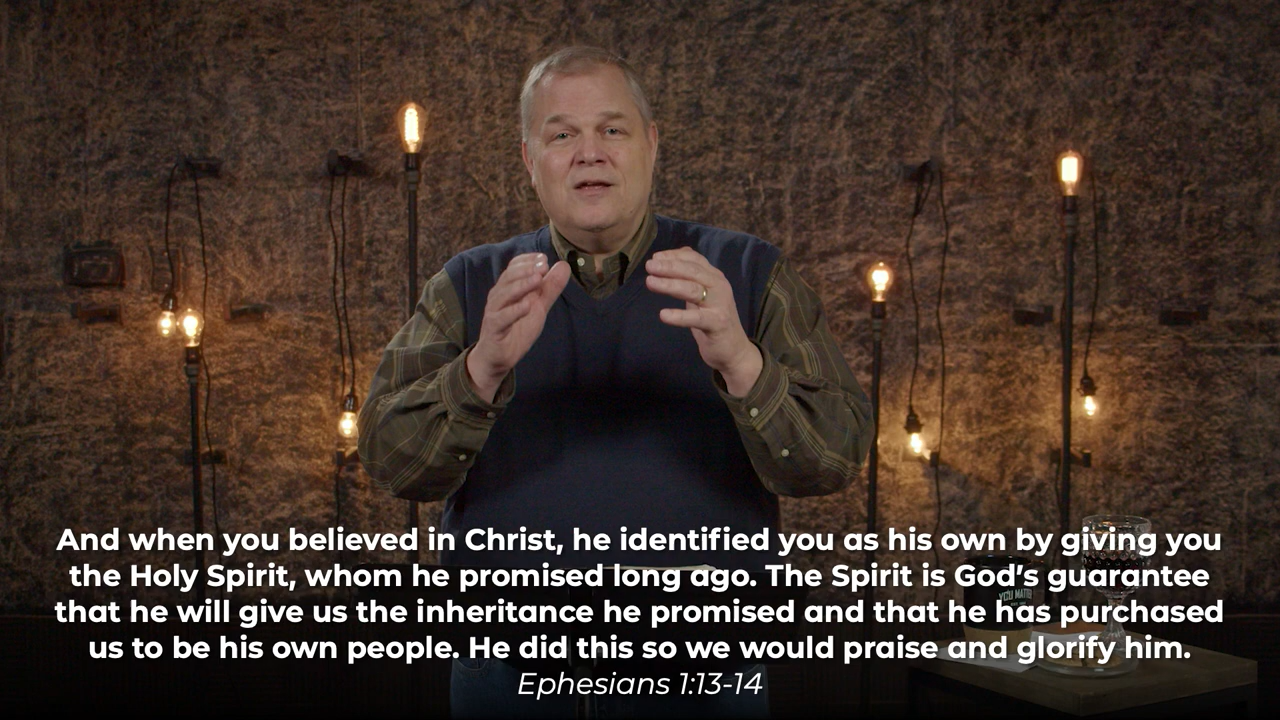 And when you believed in Christ, he identified you as his own by giving you
the Holy Spirit, whom he promised long ago. The Spirit is God’s guarantee
that he will give us the inheritance he promised and that he has purchased
us to be his own people. He did this so we would praise and glorify him.
Ephesians 1:13-14
YOU MATTER